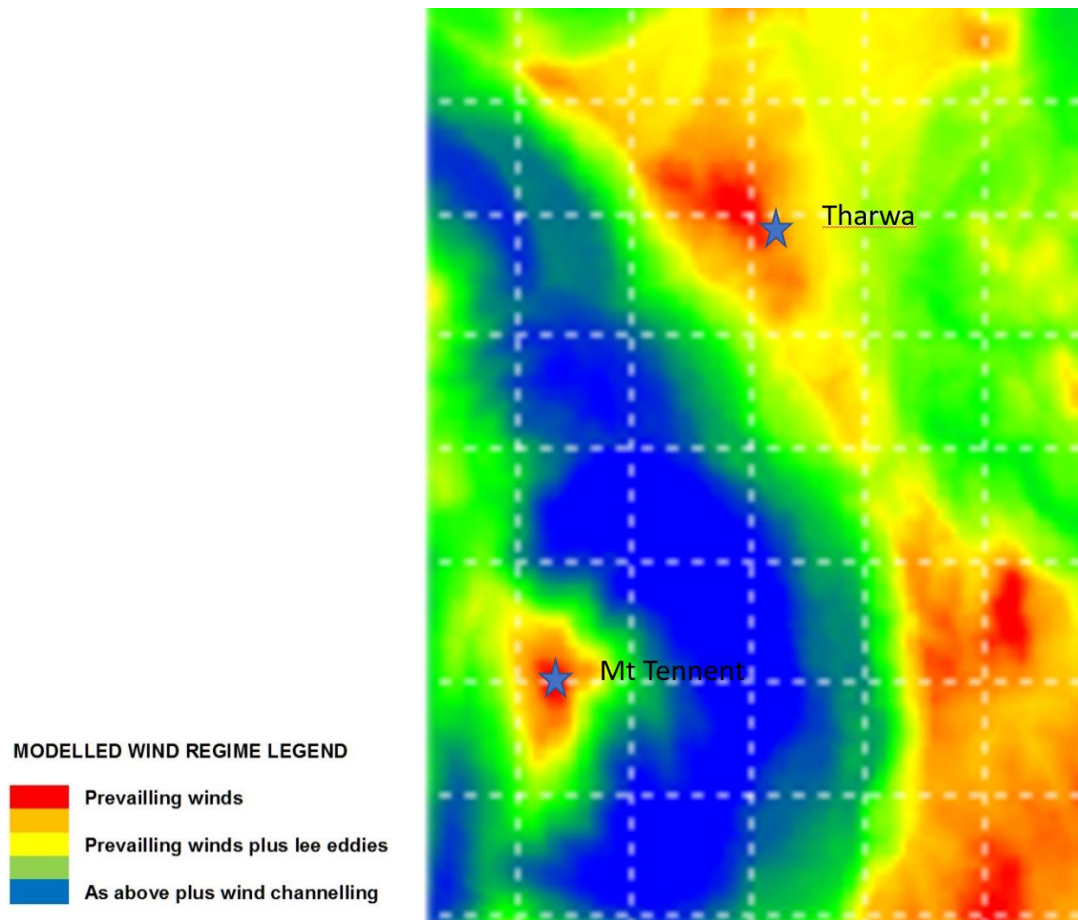 Tharwa
Mt Tennent
MODELLED WIND REGIME LEGEND
Prevailling winds
Prevailling winds plus lee eddies
As above plus wind channelling